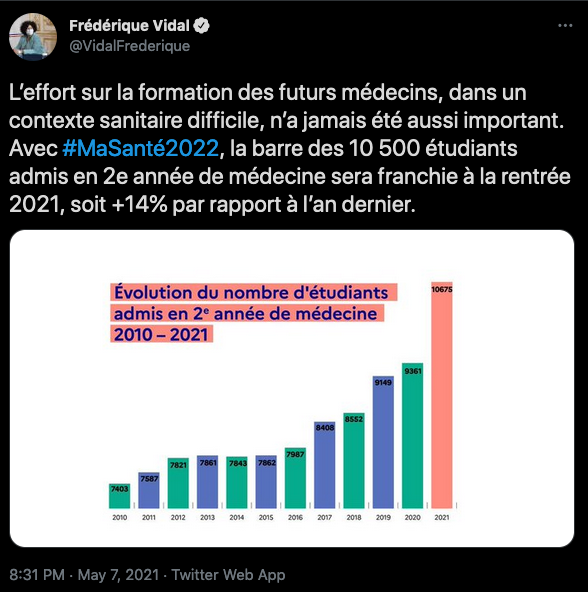 Frédérique Vidal
@VidalFrederique
L’effort sur la formation des futurs médecins, dans un
contexte sanitaire difficile, n’a jamais été aussi important.
Avec #MaSanté2022, la barre des 10 500 étudiants
admis en 2e année de médecine sera franchie à la rentrée
2021, soit +14% par rapport à l’an dernier.
Évolution du nombre d'étudiants
admis en 2e année de médecine
2010 – 2021
7403 7587 7821 7861 7843 7862 7987 8408 8552 9149 9361 10675
2010 2011 2012 2013 2014 2015 2016 2017 2018 2019 2020 2021
8:31 PM · May 7, 2021 · Twitter Web App